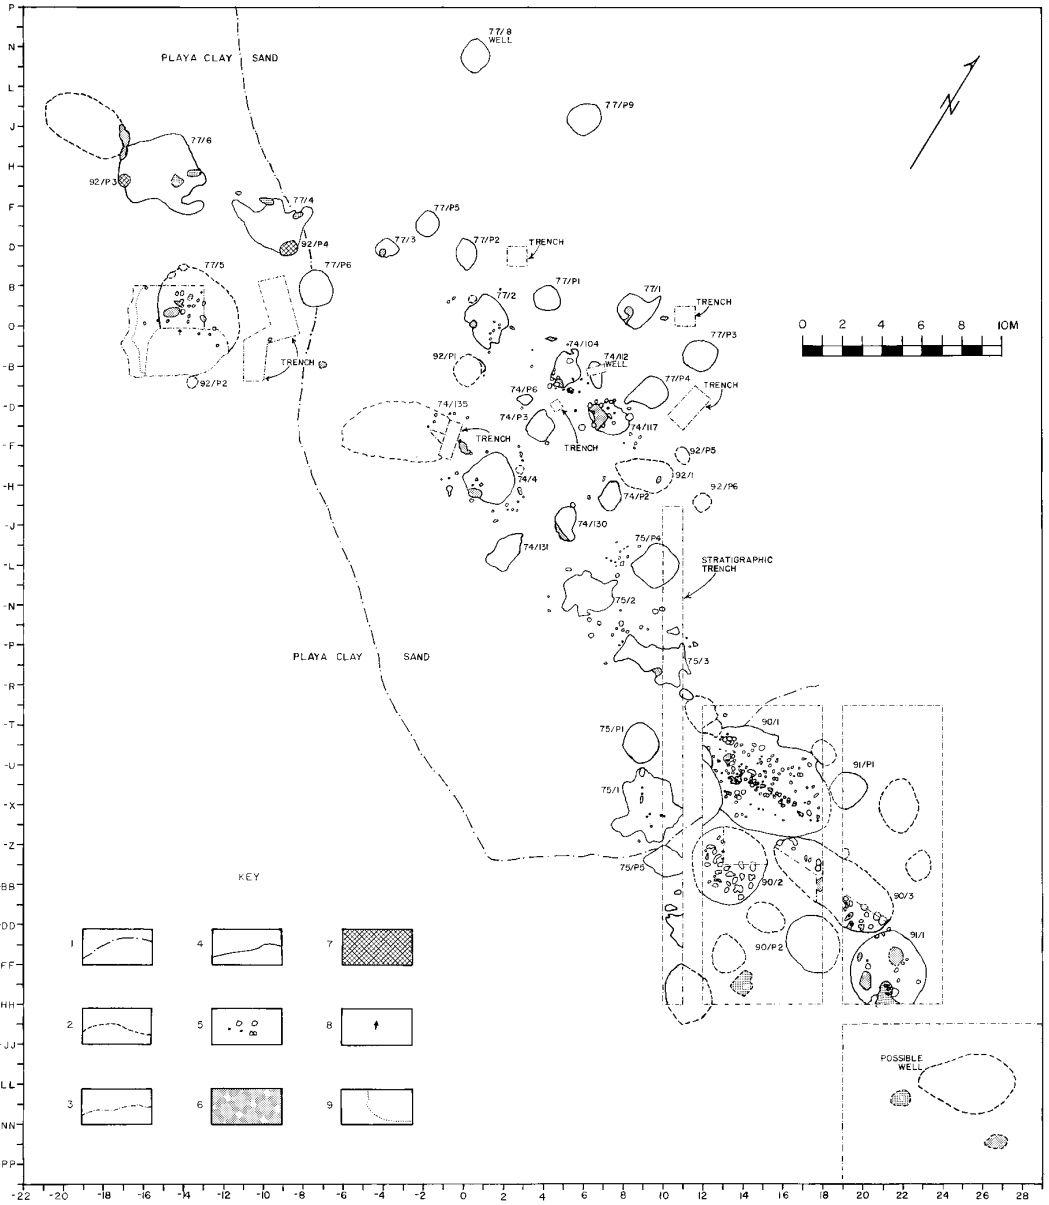 P
N
L
J
H
F
D
B
O
-B
-D
-F
-H
-J
-L
-N
-P
-R
-T
-U
-X
-Z
-BB
-DD
-FF
-HH
-JJ
LL
NN
PP
77/8
WELL
PLAYA CLAY SAND
N
77/P9
77/6
92/P3
77/4
77/P5
92/P4
77/3
77/P2
TRENCH
77/5
77/P6
77/P1
77/2
77/1
TRENCH
0 2 4 6 8 10M
77/P3
74/104
92/P1
74/112
WELL
TRENCH
92/P2
77/P4
TRENCH
74/P6
74/135
74/P3
TRENCH
TRENCH
74/117
92/P5
74/4
92/1
74/P2
92/P6
74/130
74/131
75/P4
STRATIGRAPHIC
TRENCH
75/2
PLAYA CLAY SAND
75/3
75/P1
90/1
91/P1
75/1
75/P5
90/2
90/3
91/1
90/P2
KEY
1 4 7
2 5 8
3 6 9
POSSIBLE
WELL
-22 -20 -18 -16 -14 -12 -10 -8 -6 -4 -2 0 2 4 6 8 10 12 14 16 18 20 22 24 26 28